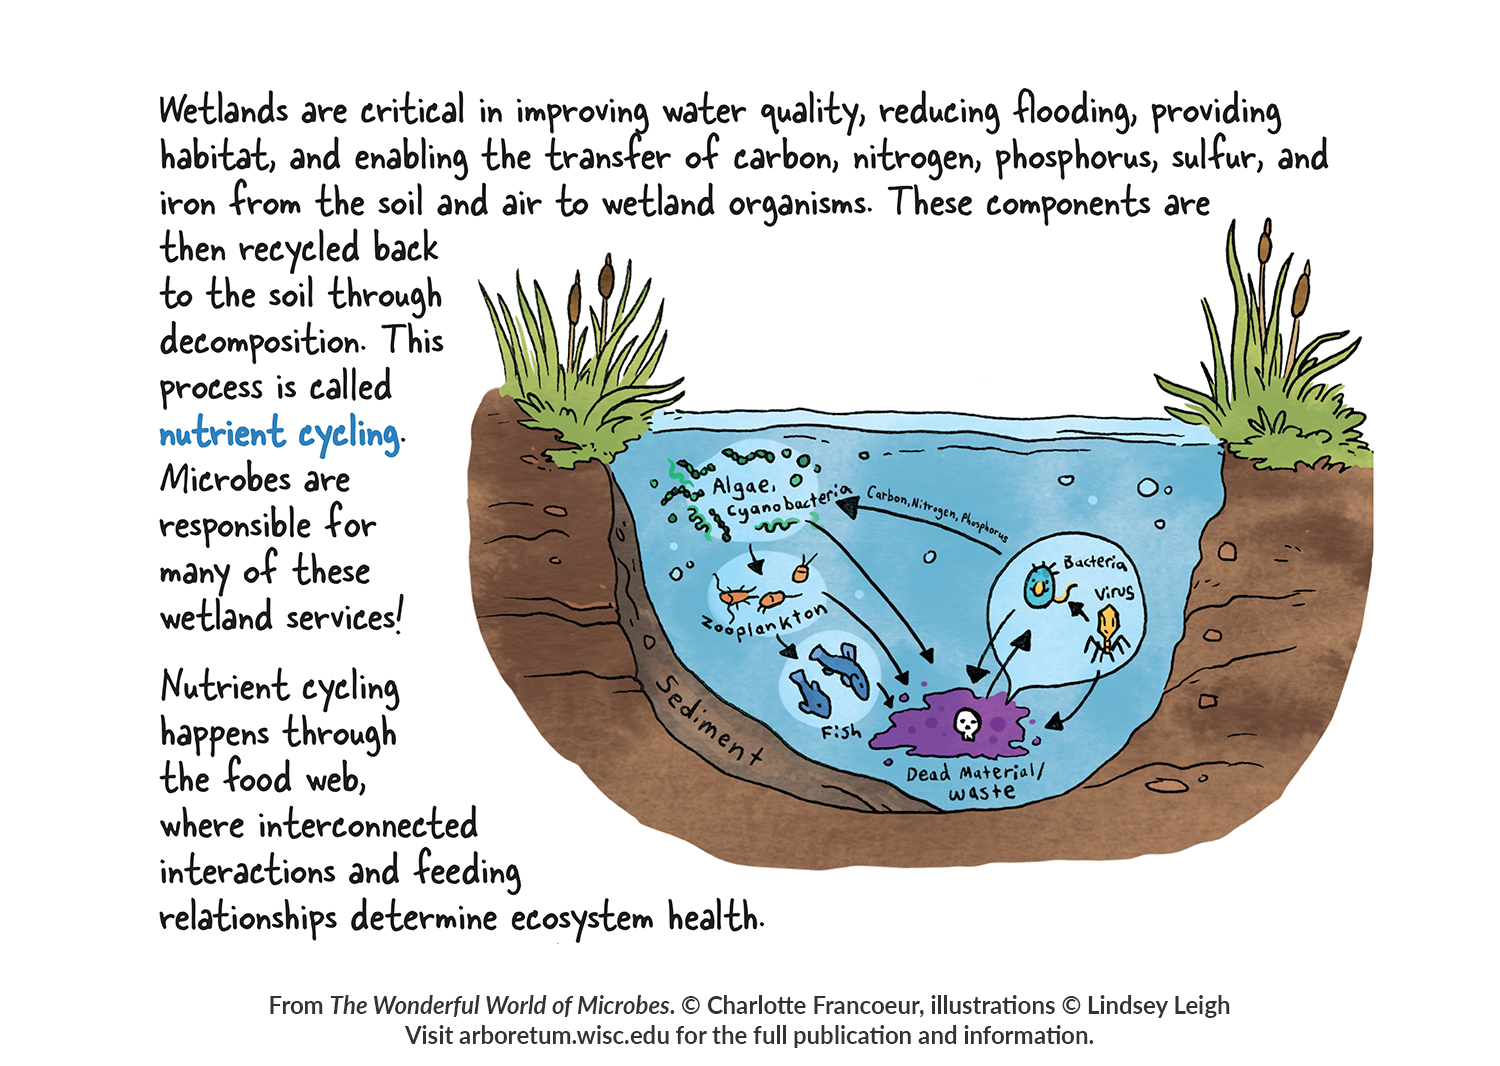 Wetlands are critical in improving water quality, reducing flooding, providing
habitat, and enabling the transfer of carbon, nitrogen, phosphorus, sulfur, and
iron from the soil and air to wetland organisms. These components are
then recycled back
to the soil through
decomposition. This
process is called
nutrient cycling.
Microbes are
responsible for
many of these
wetland services!
Nutrient cycling
happens through
the food web,
where interconnected
interactions and feeding
relationships determine ecosystem health.
Algae,
Cyanobacteria
Carbon, Nitrogen, Phosphorus
Bacteria
Virus
Zooplankton
Fish
Sediment
Dead Material/
waste
From The Wonderful World of Microbes. © Charlotte Francoeur, illustrations © Lindsey Leigh
Visit arboretum.wisc.edu for the full publication and information.